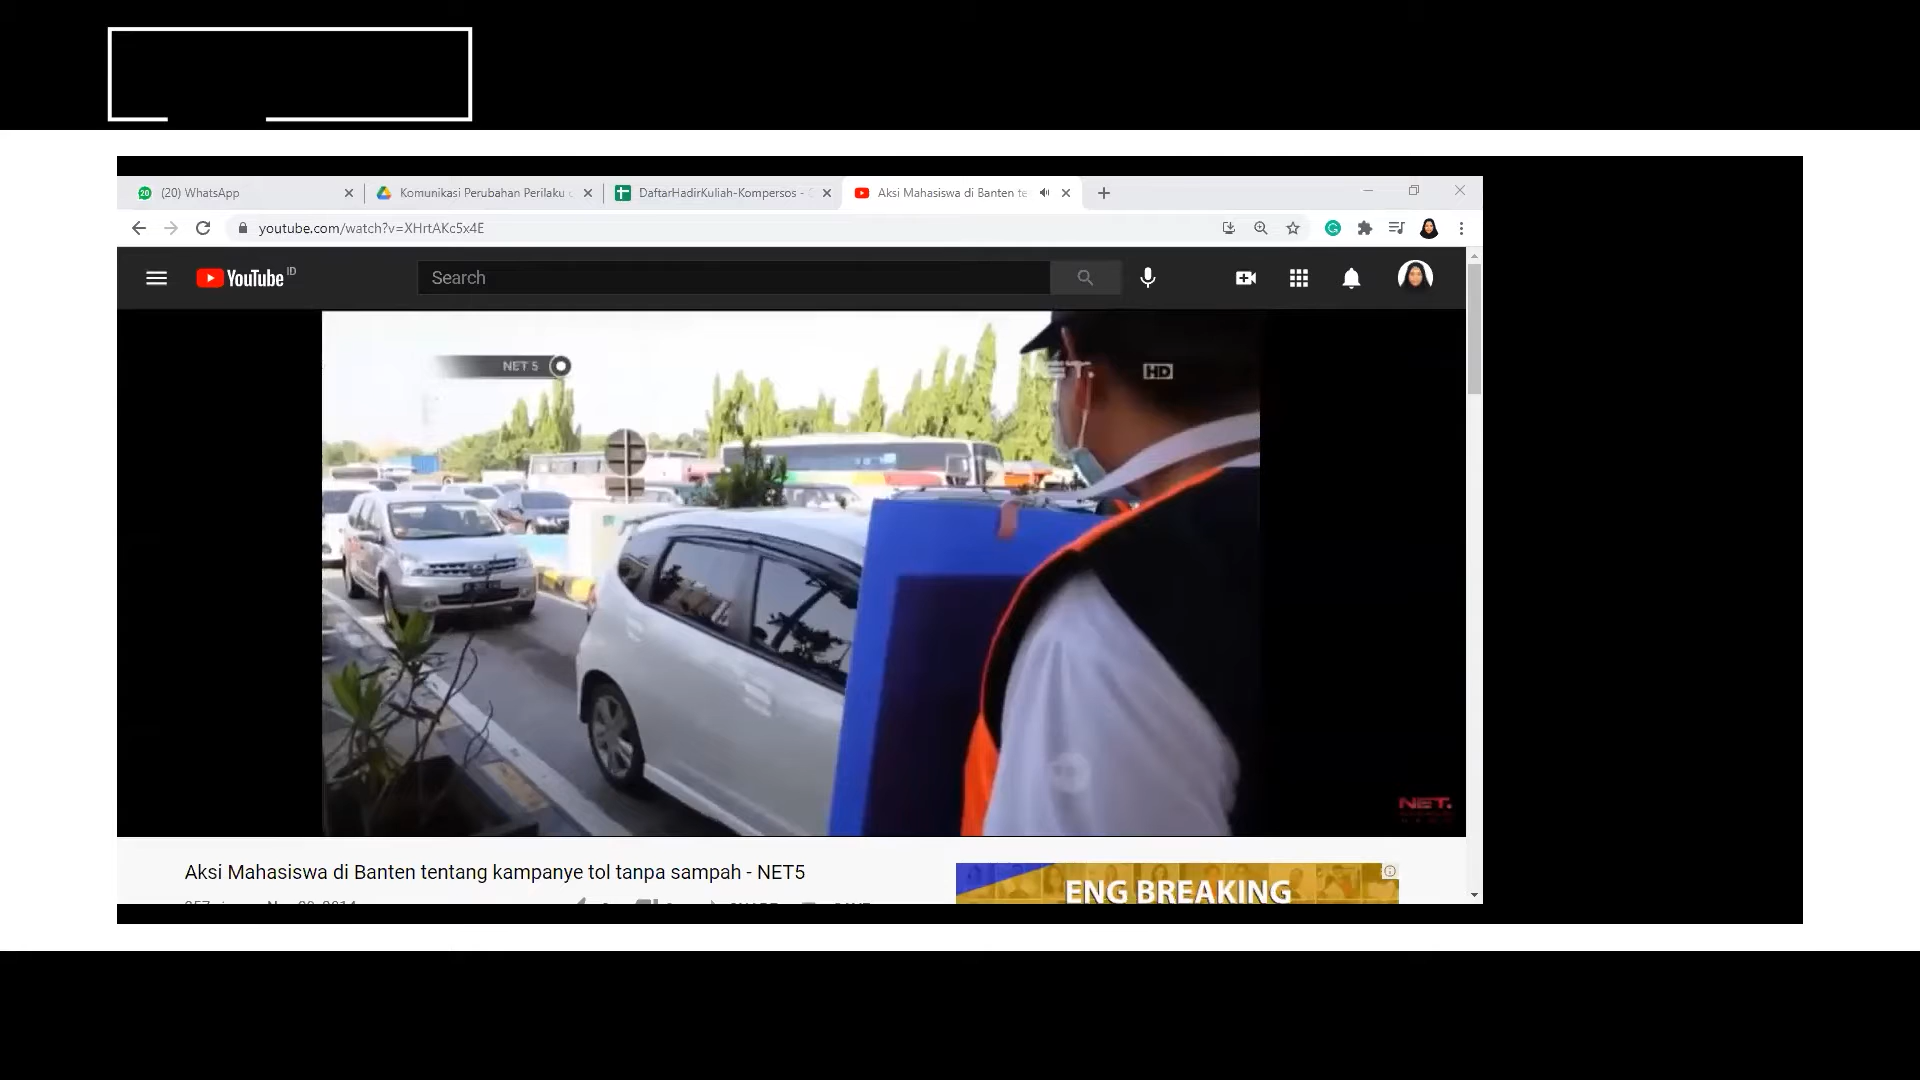 (20) WhatsApp
Komunikasi Perubahan Perilaku
DaftarHadirKuliah-Kompersos -
Aksi Mahasiswa di Banten te
youtube.com/watch?v=XHrtAKc5x4E
YouTube ID
Search
NET 5
NET.
HD
NET.
Aksi Mahasiswa di Banten tentang kampanye tol tanpa sampah - NET5
ENG BREAKING